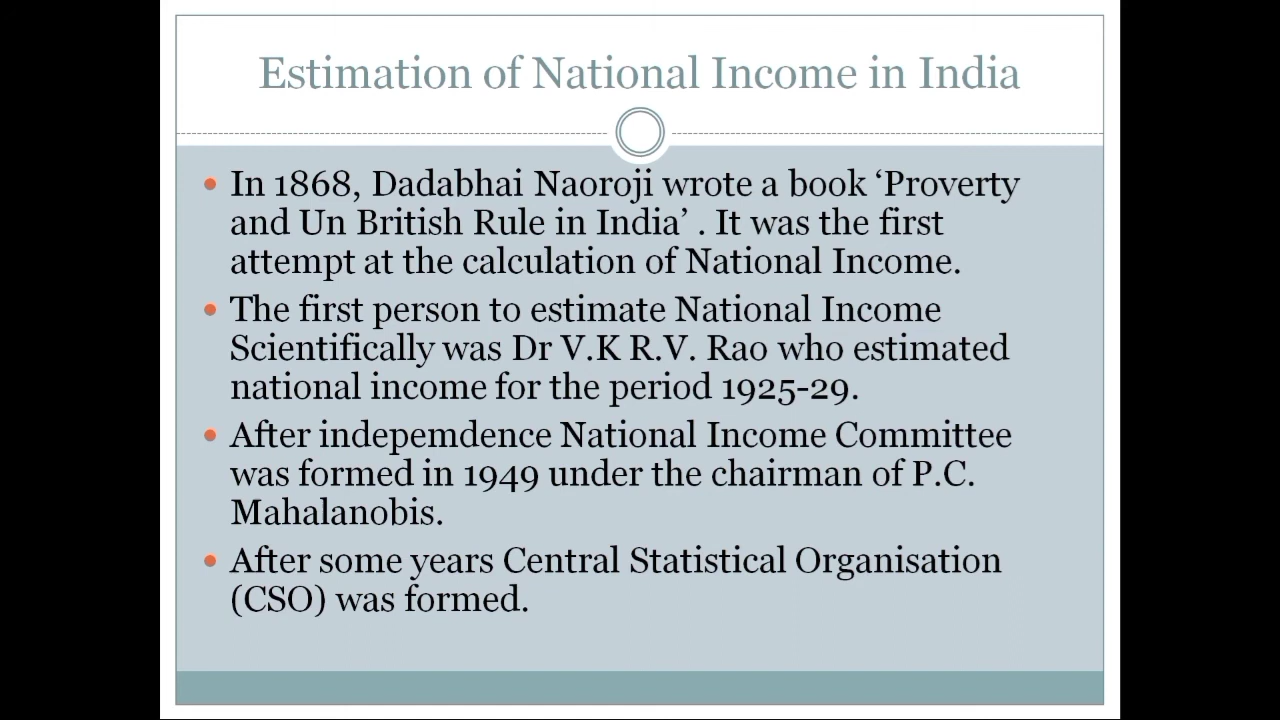 Estimation of National Income in India
• In 1868, Dadabhai Naoroji wrote a book ‘Proverty
and Un British Rule in India’ . It was the first
attempt at the calculation of National Income.
• The first person to estimate National Income
Scientifically was Dr V.K R.V. Rao who estimated
national income for the period 1925-29.
• After indepemdence National Income Committee
was formed in 1949 under the chairman of P.C.
Mahalanobis.
• After some years Central Statistical Organisation
(CSO) was formed.